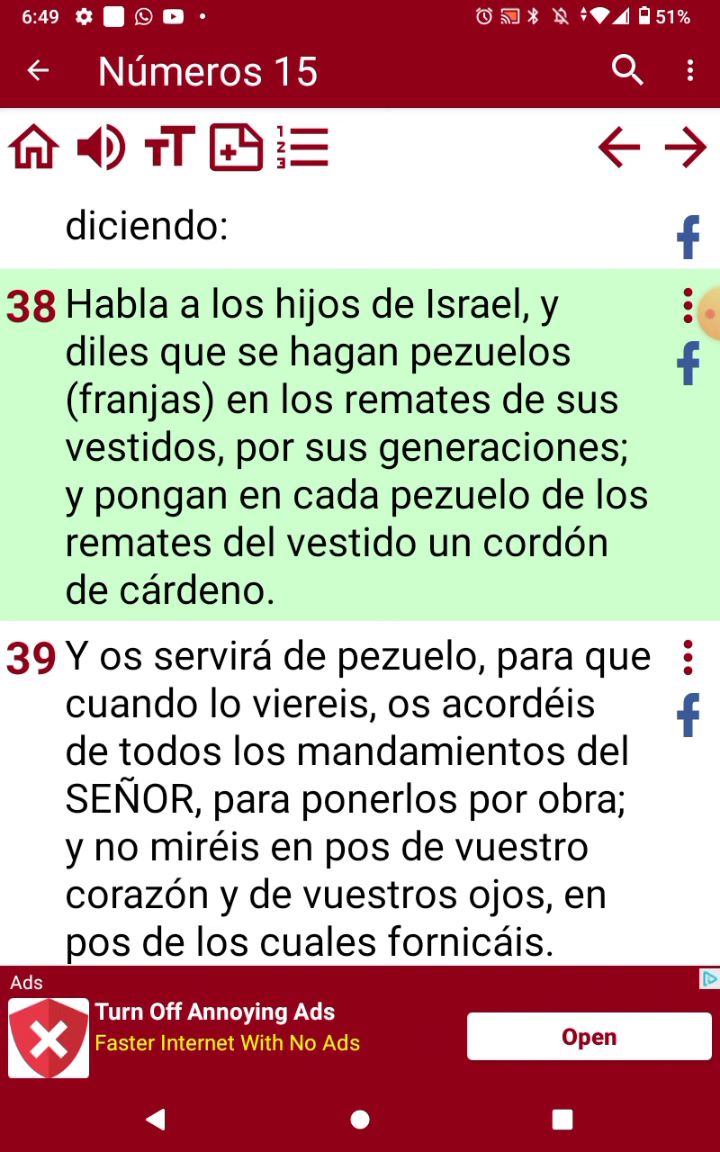 6:49
51%
Números 15
diciendo:
38 Habla a los hijos de Israel, y
diles que se hagan pezuelos
(franjas) en los remates de sus
vestidos, por sus generaciones;
y pongan en cada pezuelo de los
remates del vestido un cordón
de cárdeno.
39 Y os servirá de pezuelo, para que
cuando lo viereis, os acordéis
de todos los mandamientos del
SEÑOR, para ponerlos por obra;
y no miréis en pos de vuestro
corazón y de vuestros ojos, en
pos de los cuales fornicáis.
Ads
Turn Off Annoying Ads
Faster Internet With No Ads
Open